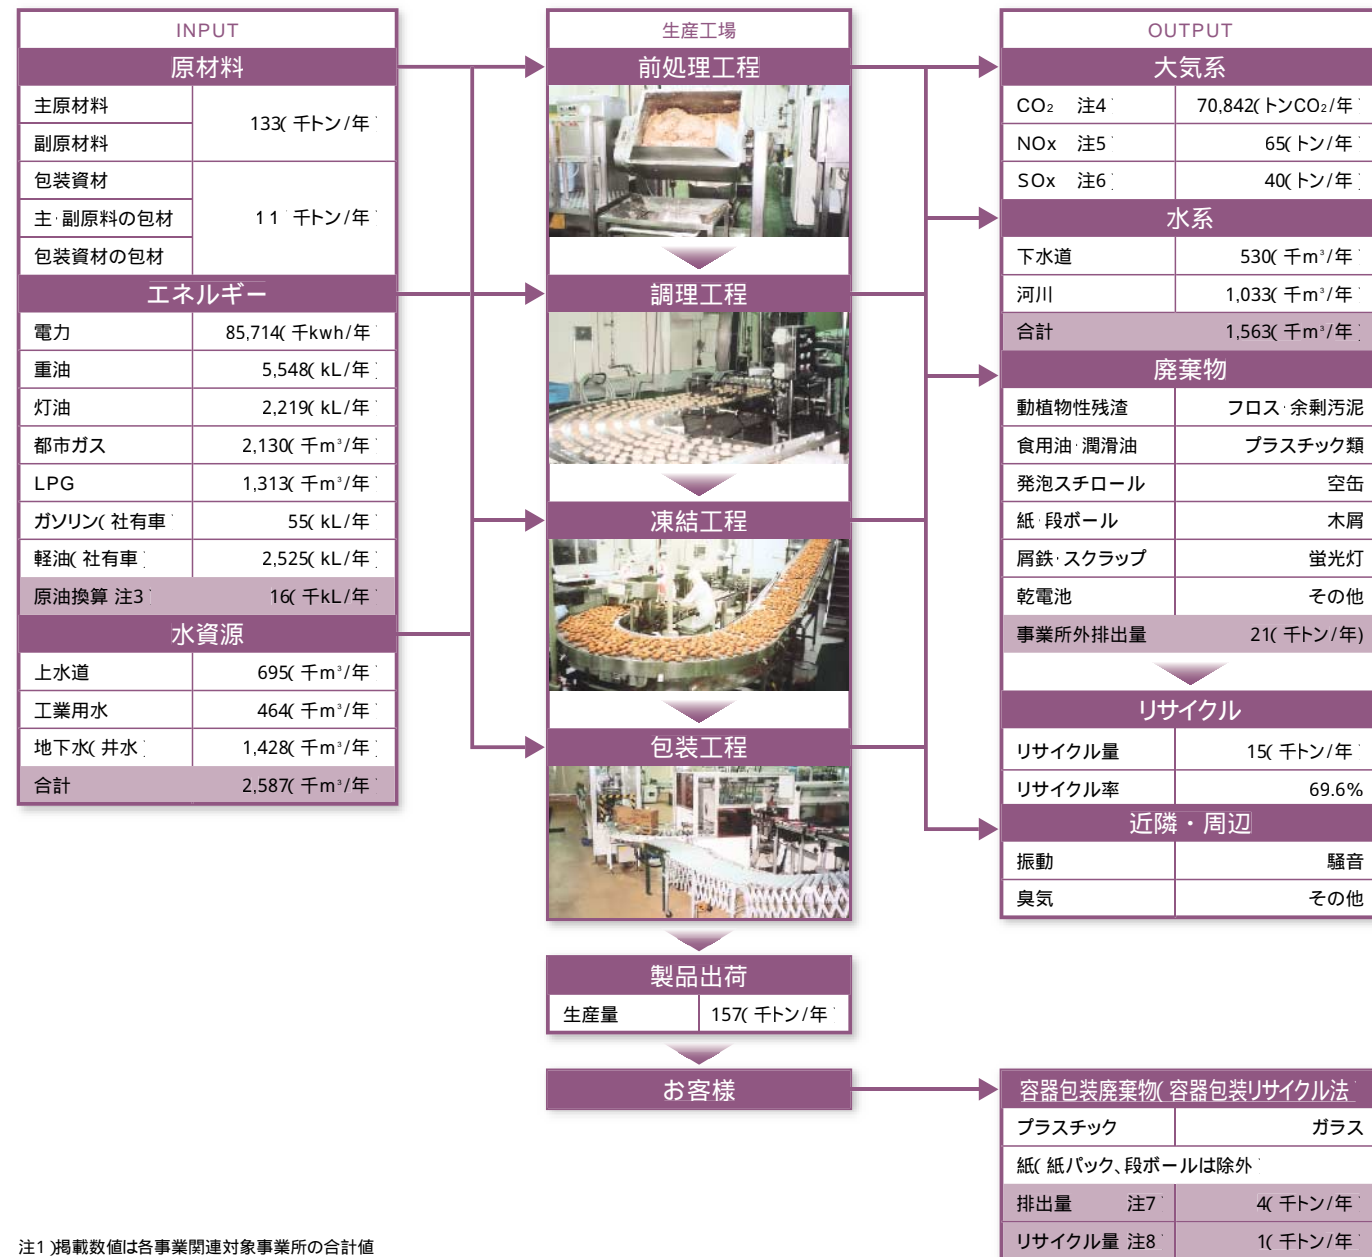 INPUT
原材料
主原材料
副原材料
133( 千トン/年
包装資材
主·副原料の包材
包装資材の包材
11 千トン/年
エネルギー
電力 85,714( 千kwh/年
重油 5,548( kL/年
灯油 2,219( kL/年
都市ガス 2,130( 千m³/年
LPG 1,313( 千m³/年
ガソリン( 社有車 55( kL/年
軽油( 社有車 2,525( kL/年
原油換算 注3 16( 千kL/年
水資源
上水道 695( 千m³/年
工業用水 464( 千m³/年
地下水( 井水 1,428( 千m³/年
合計 2,587( 千m³/年
生産工場
前処理工程
調理工程
凍結工程
包装工程
製品出荷
生産量 157( 千トン/年
お客様
OUTPUT
大気系
CO₂ 注4 70,842( トンCO₂/年
NOx 注5 65( トン/年
SOx 注6 40( トン/年
水系
下水道 530( 千m³/年
河川 1,033( 千m³/年
合計 1,563( 千m³/年
廃棄物
動植物性残渣 フロス·余剰汚泥
食用油·潤滑油 プラスチック類
発泡スチロール 空缶
紙·段ボール 木屑
屑鉄·スクラップ 蛍光灯
乾電池 その他
事業所外排出量 21( 千トン/年)
リサイクル
リサイクル量 15( 千トン/年
リサイクル率 69.6%
近隣・周辺
振動 騒音
臭気 その他
容器包装廃棄物( 容器包装リサイクル法
プラスチック ガラス
紙( 紙パック、段ボールは除外
排出量 注7 4( 千トン/年
リサイクル量 注8 1( 千トン/年
注1 )掲載数値は各事業関連対象事業所の合計値